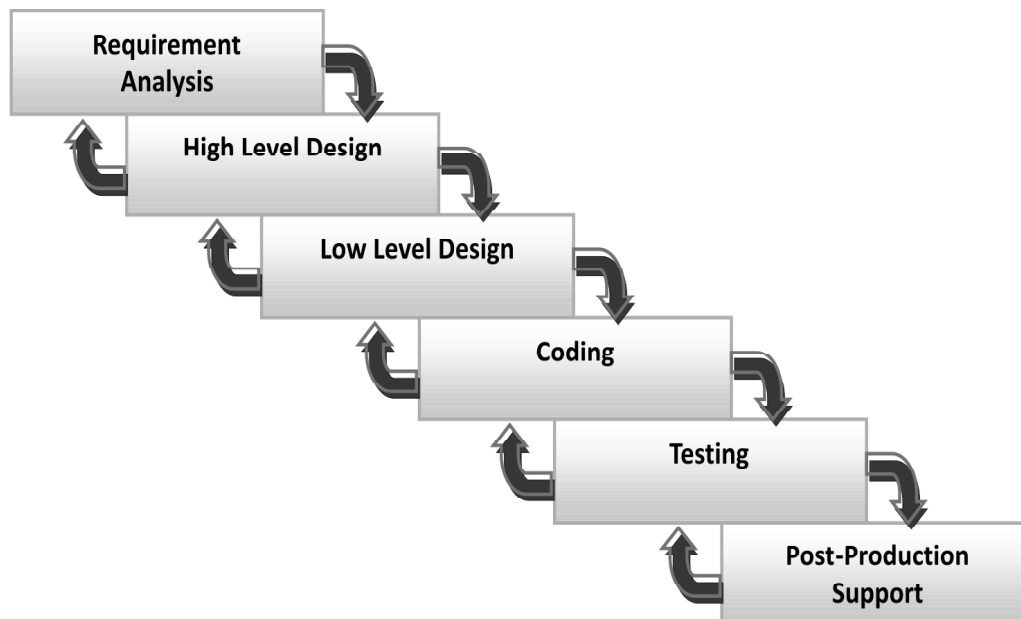 Requirement
Analysis
High Level Design
Low Level Design
Coding
Testing
Post-Production
Support